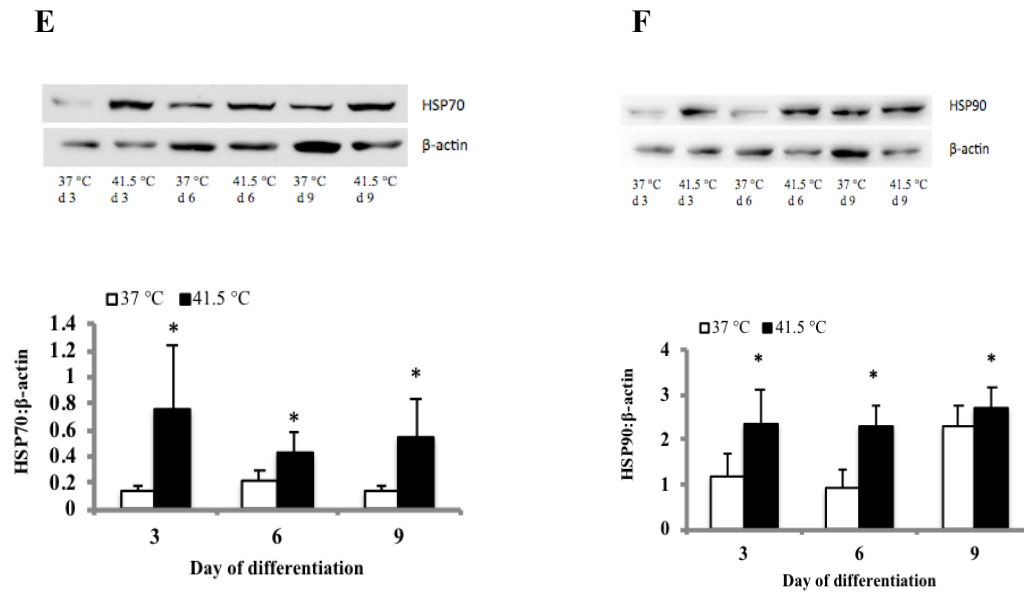 E
HSP70
β-actin
37 °C 41.5 °C 37 °C 41.5 °C 37 °C 41.5 °C
d 3 d 3 d 6 d 6 d 9 d 9
37 °C 41.5 °C
1.4
1.2
1
0.8
0.6
0.4
0.2
0
HSP70:β-actin
* * *
3 6 9
Day of differentiation
F
HSP90
β-actin
37 °C 41.5 °C 37 °C 41.5 °C 37 °C 41.5 °C
d 3 d 3 d 6 d 6 d 9 d 9
37 °C 41.5 °C
4
3
2
1
0
HSP90:β-actin
* * *
3 6 9
Day of differentiation